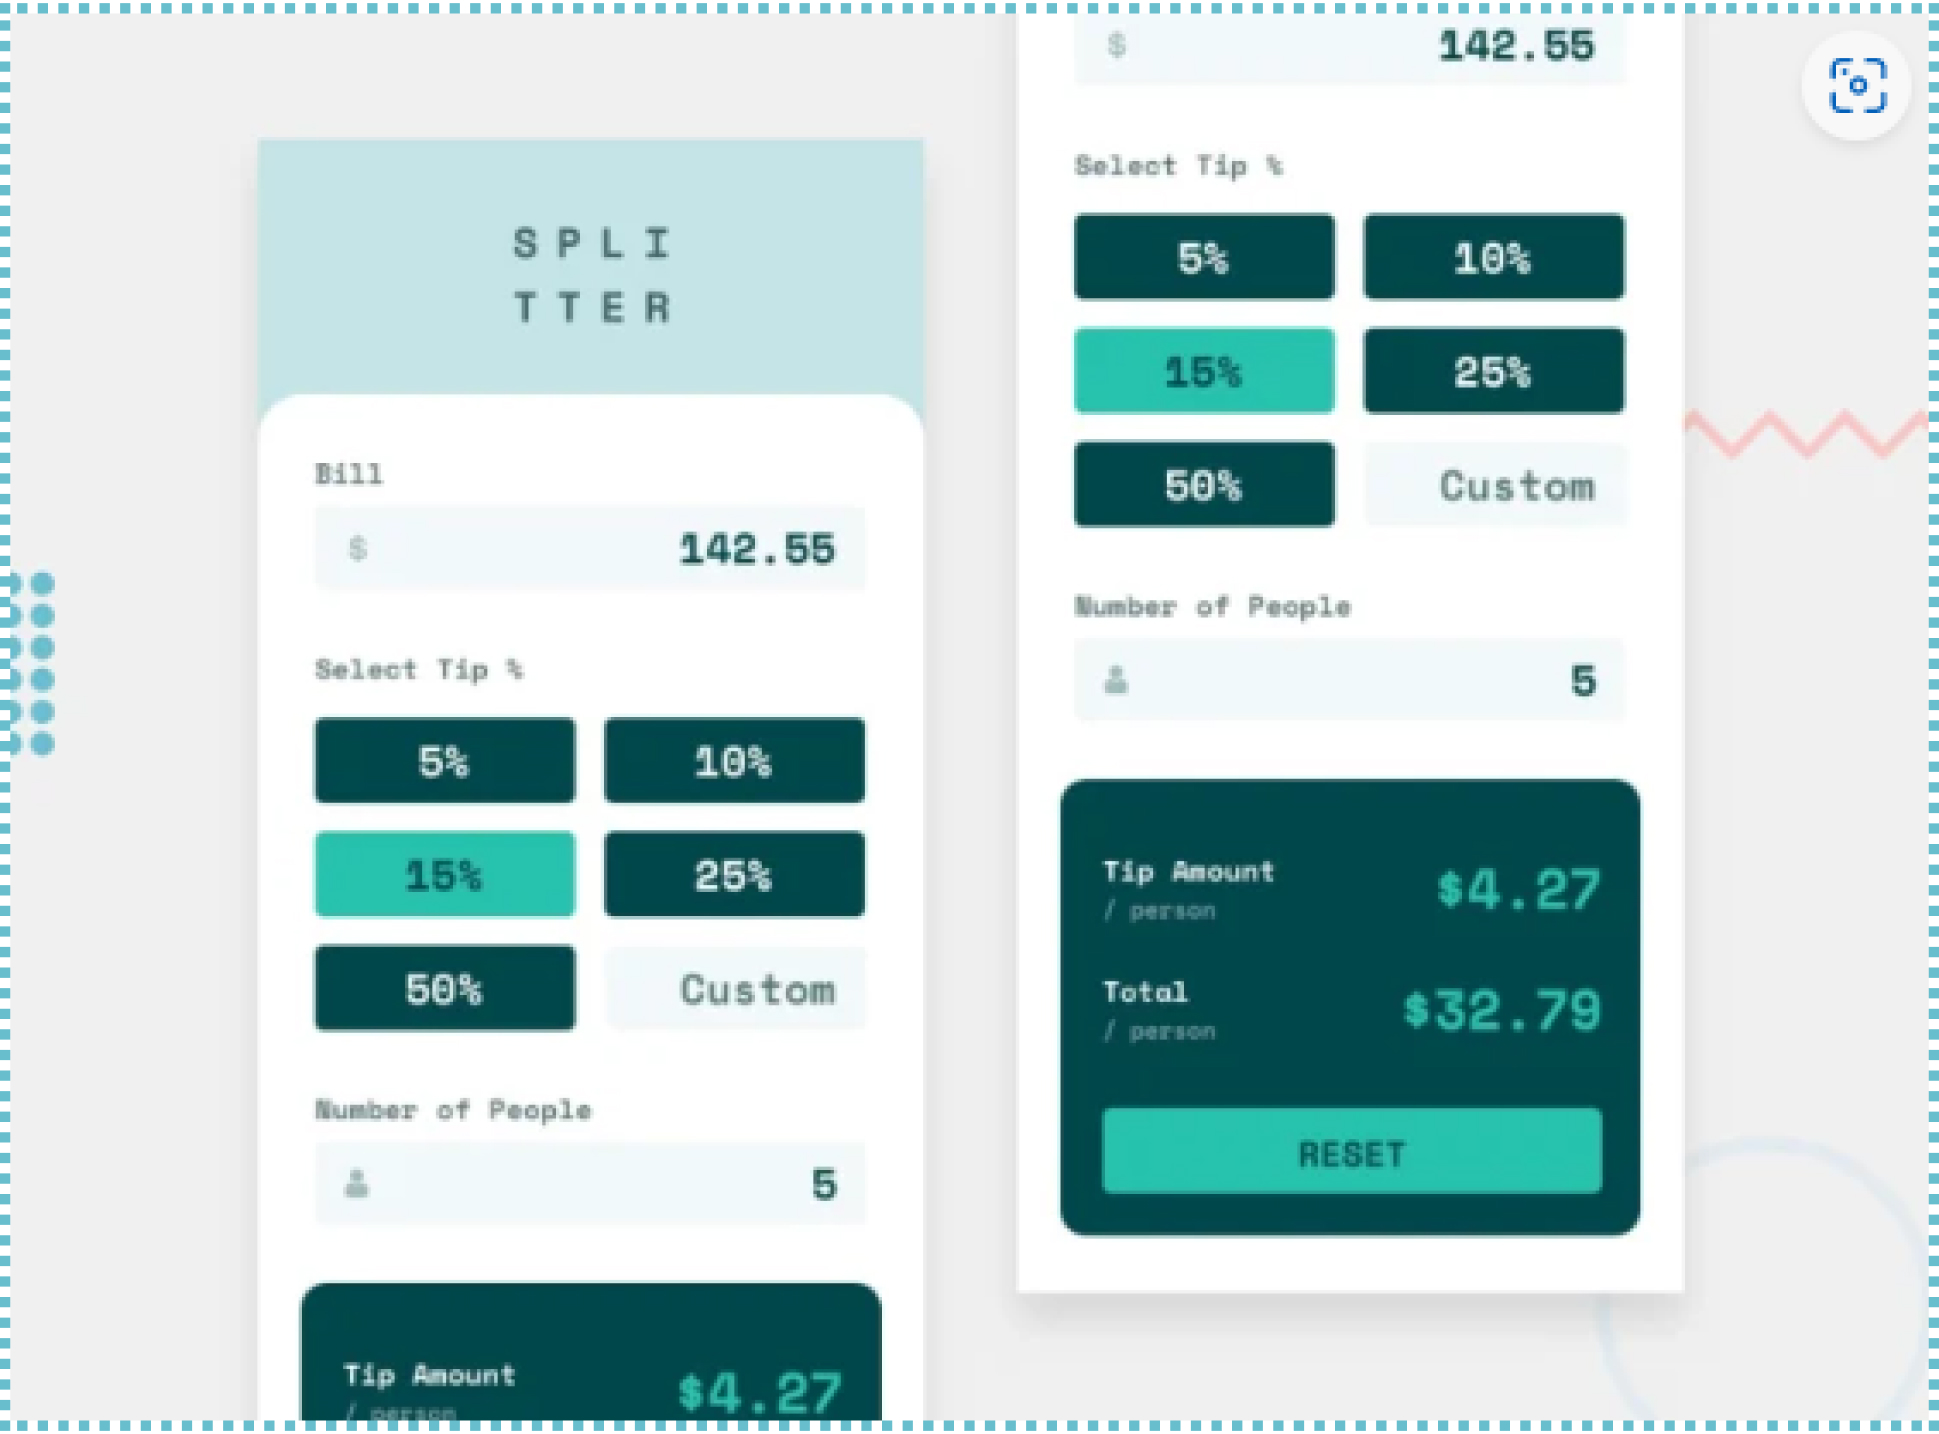 SPLI
TTER
Bill
$ 142.55
Select Tip %
5% 10%
15% 25%
50% Custom
Number of People
5
Tip Amount
/ person
$4.27
$ 142.55
Select Tip %
5% 10%
15% 25%
50% Custom
Number of People
5
Tip Amount
/ person
$4.27
Total
/ person
$32.79
RESET